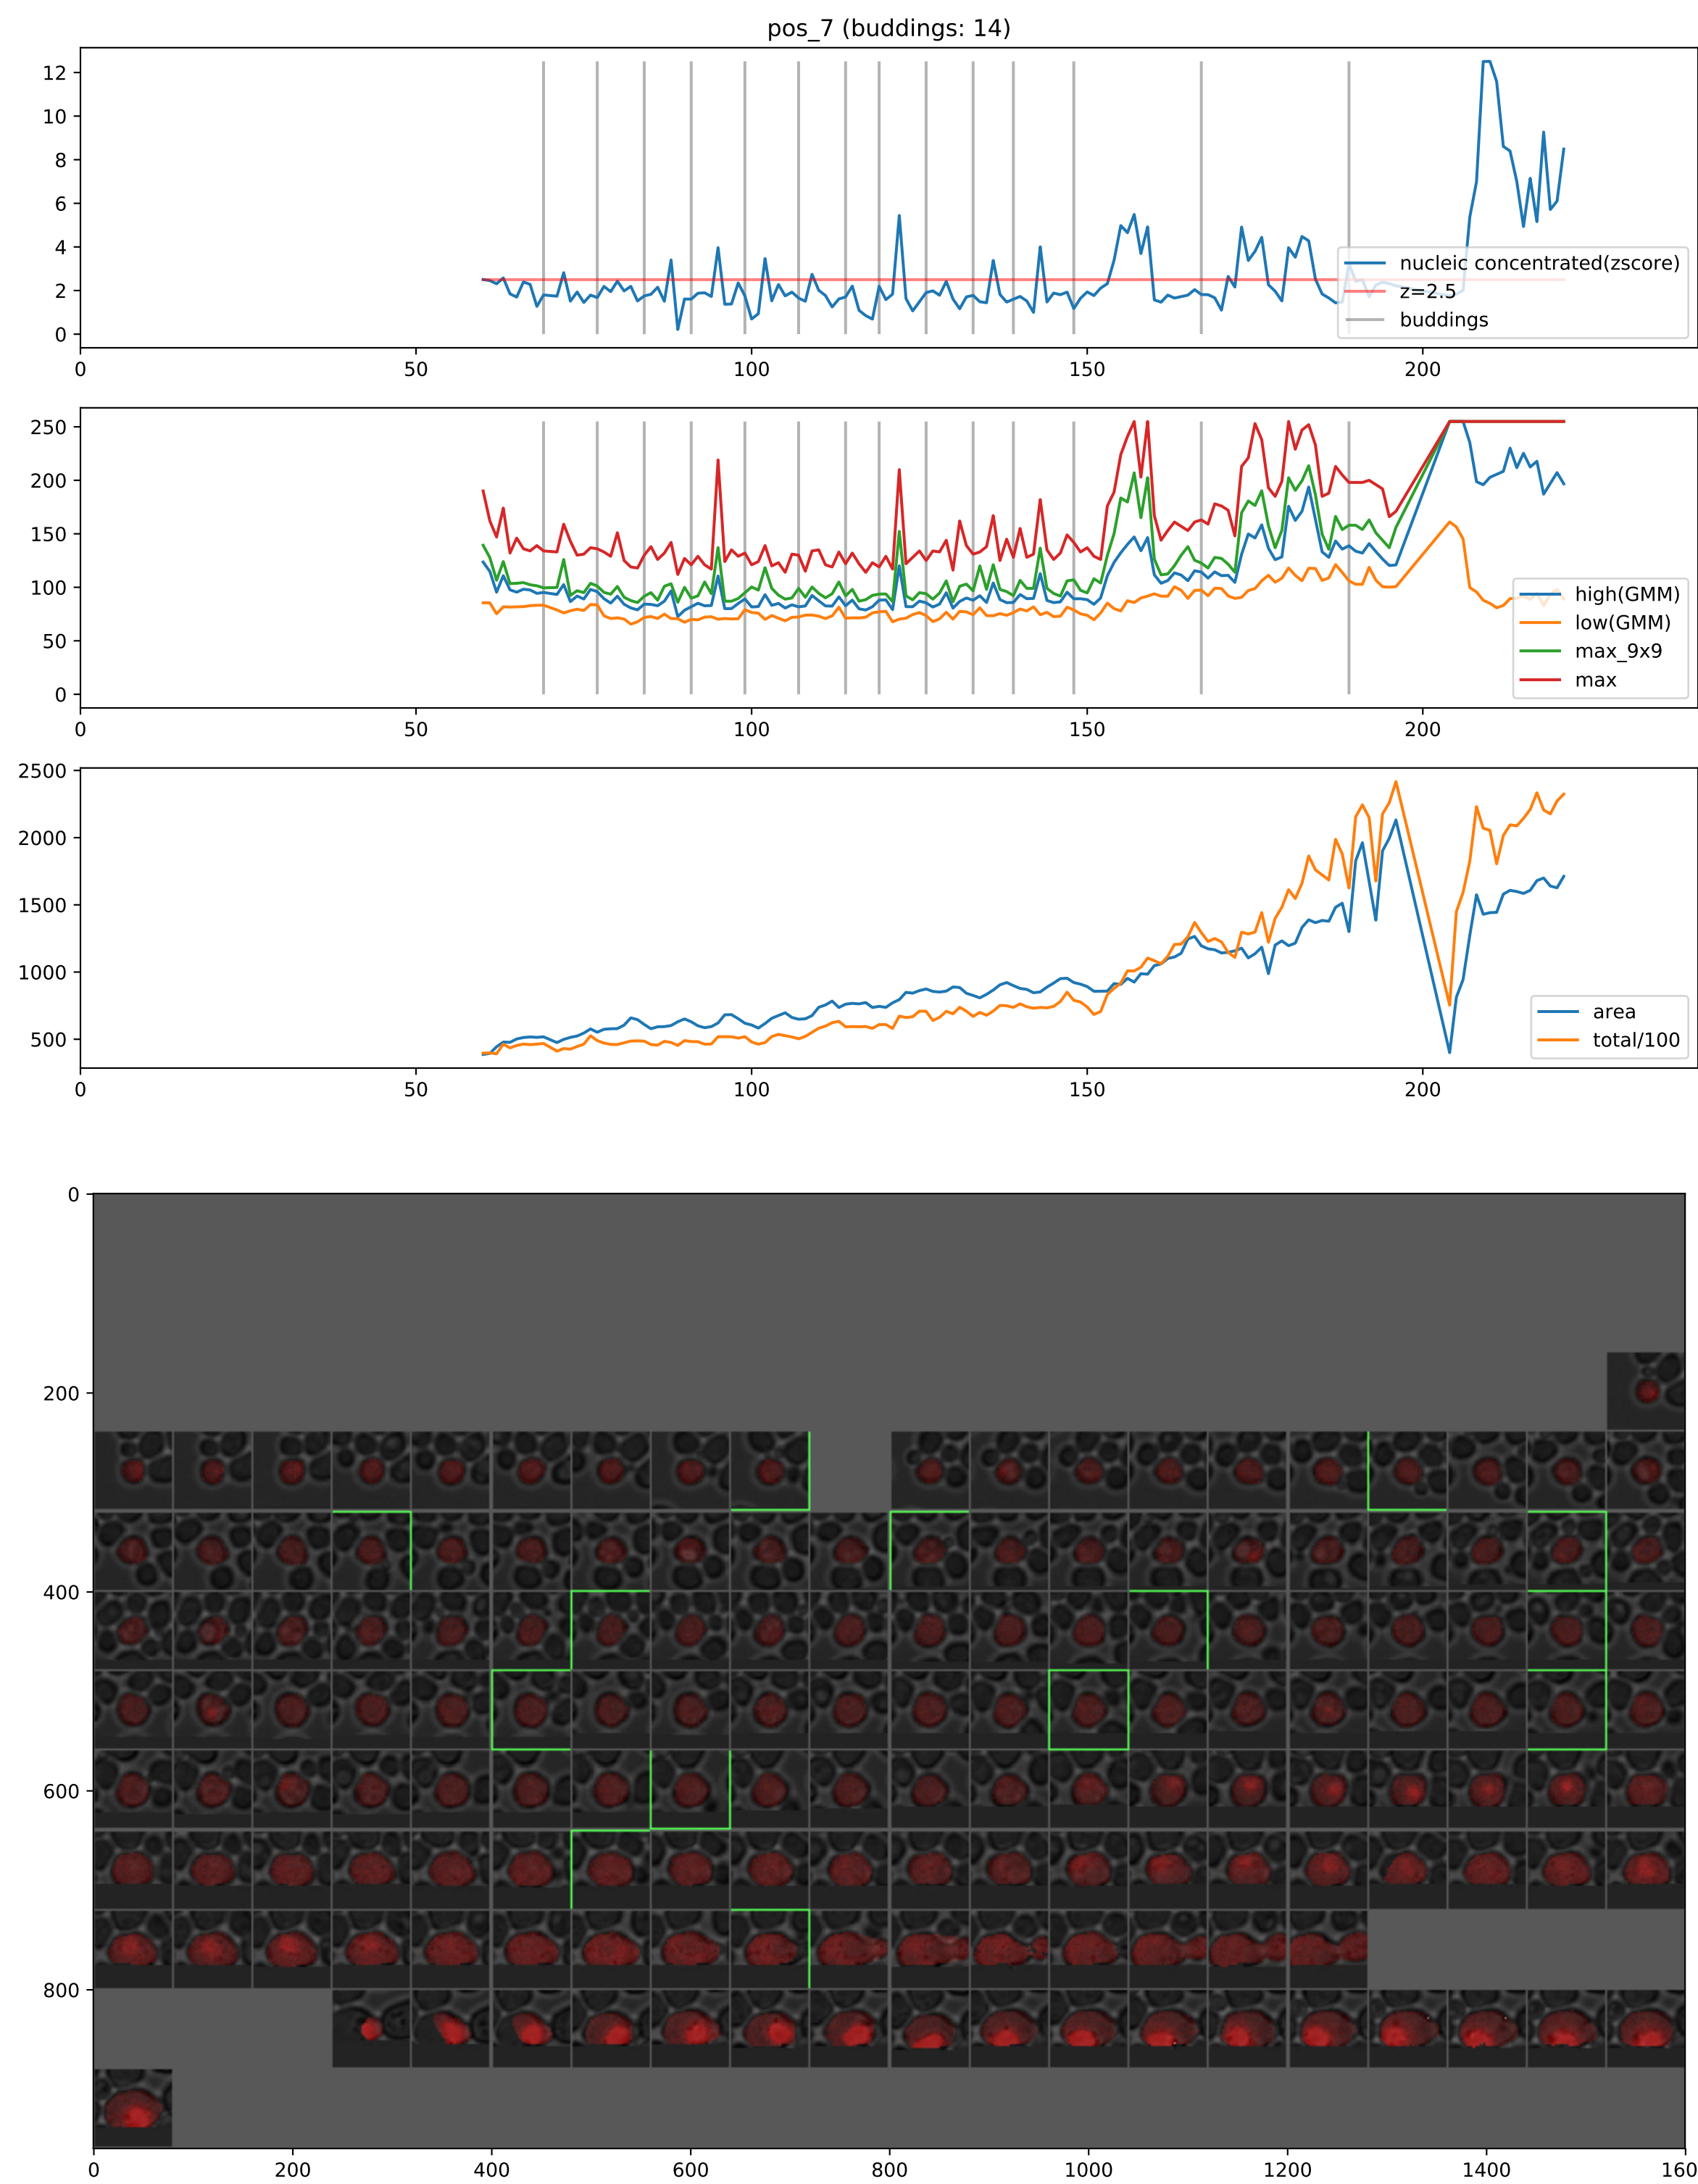 pos_7 (buddings: 14)
12
10
8
6
4
2
0
nucleic concentrated(zscore)
z=2.5
buddings
0 50 100 150 200
250
200
150
100
50
0
high(GMM)
low(GMM)
max_9x9
max
0 50 100 150 200
2500
2000
1500
1000
500
area
total/100
0 50 100 150 200
0
200
400
600
800
0 200 400 600 800 1000 1200 1400 160